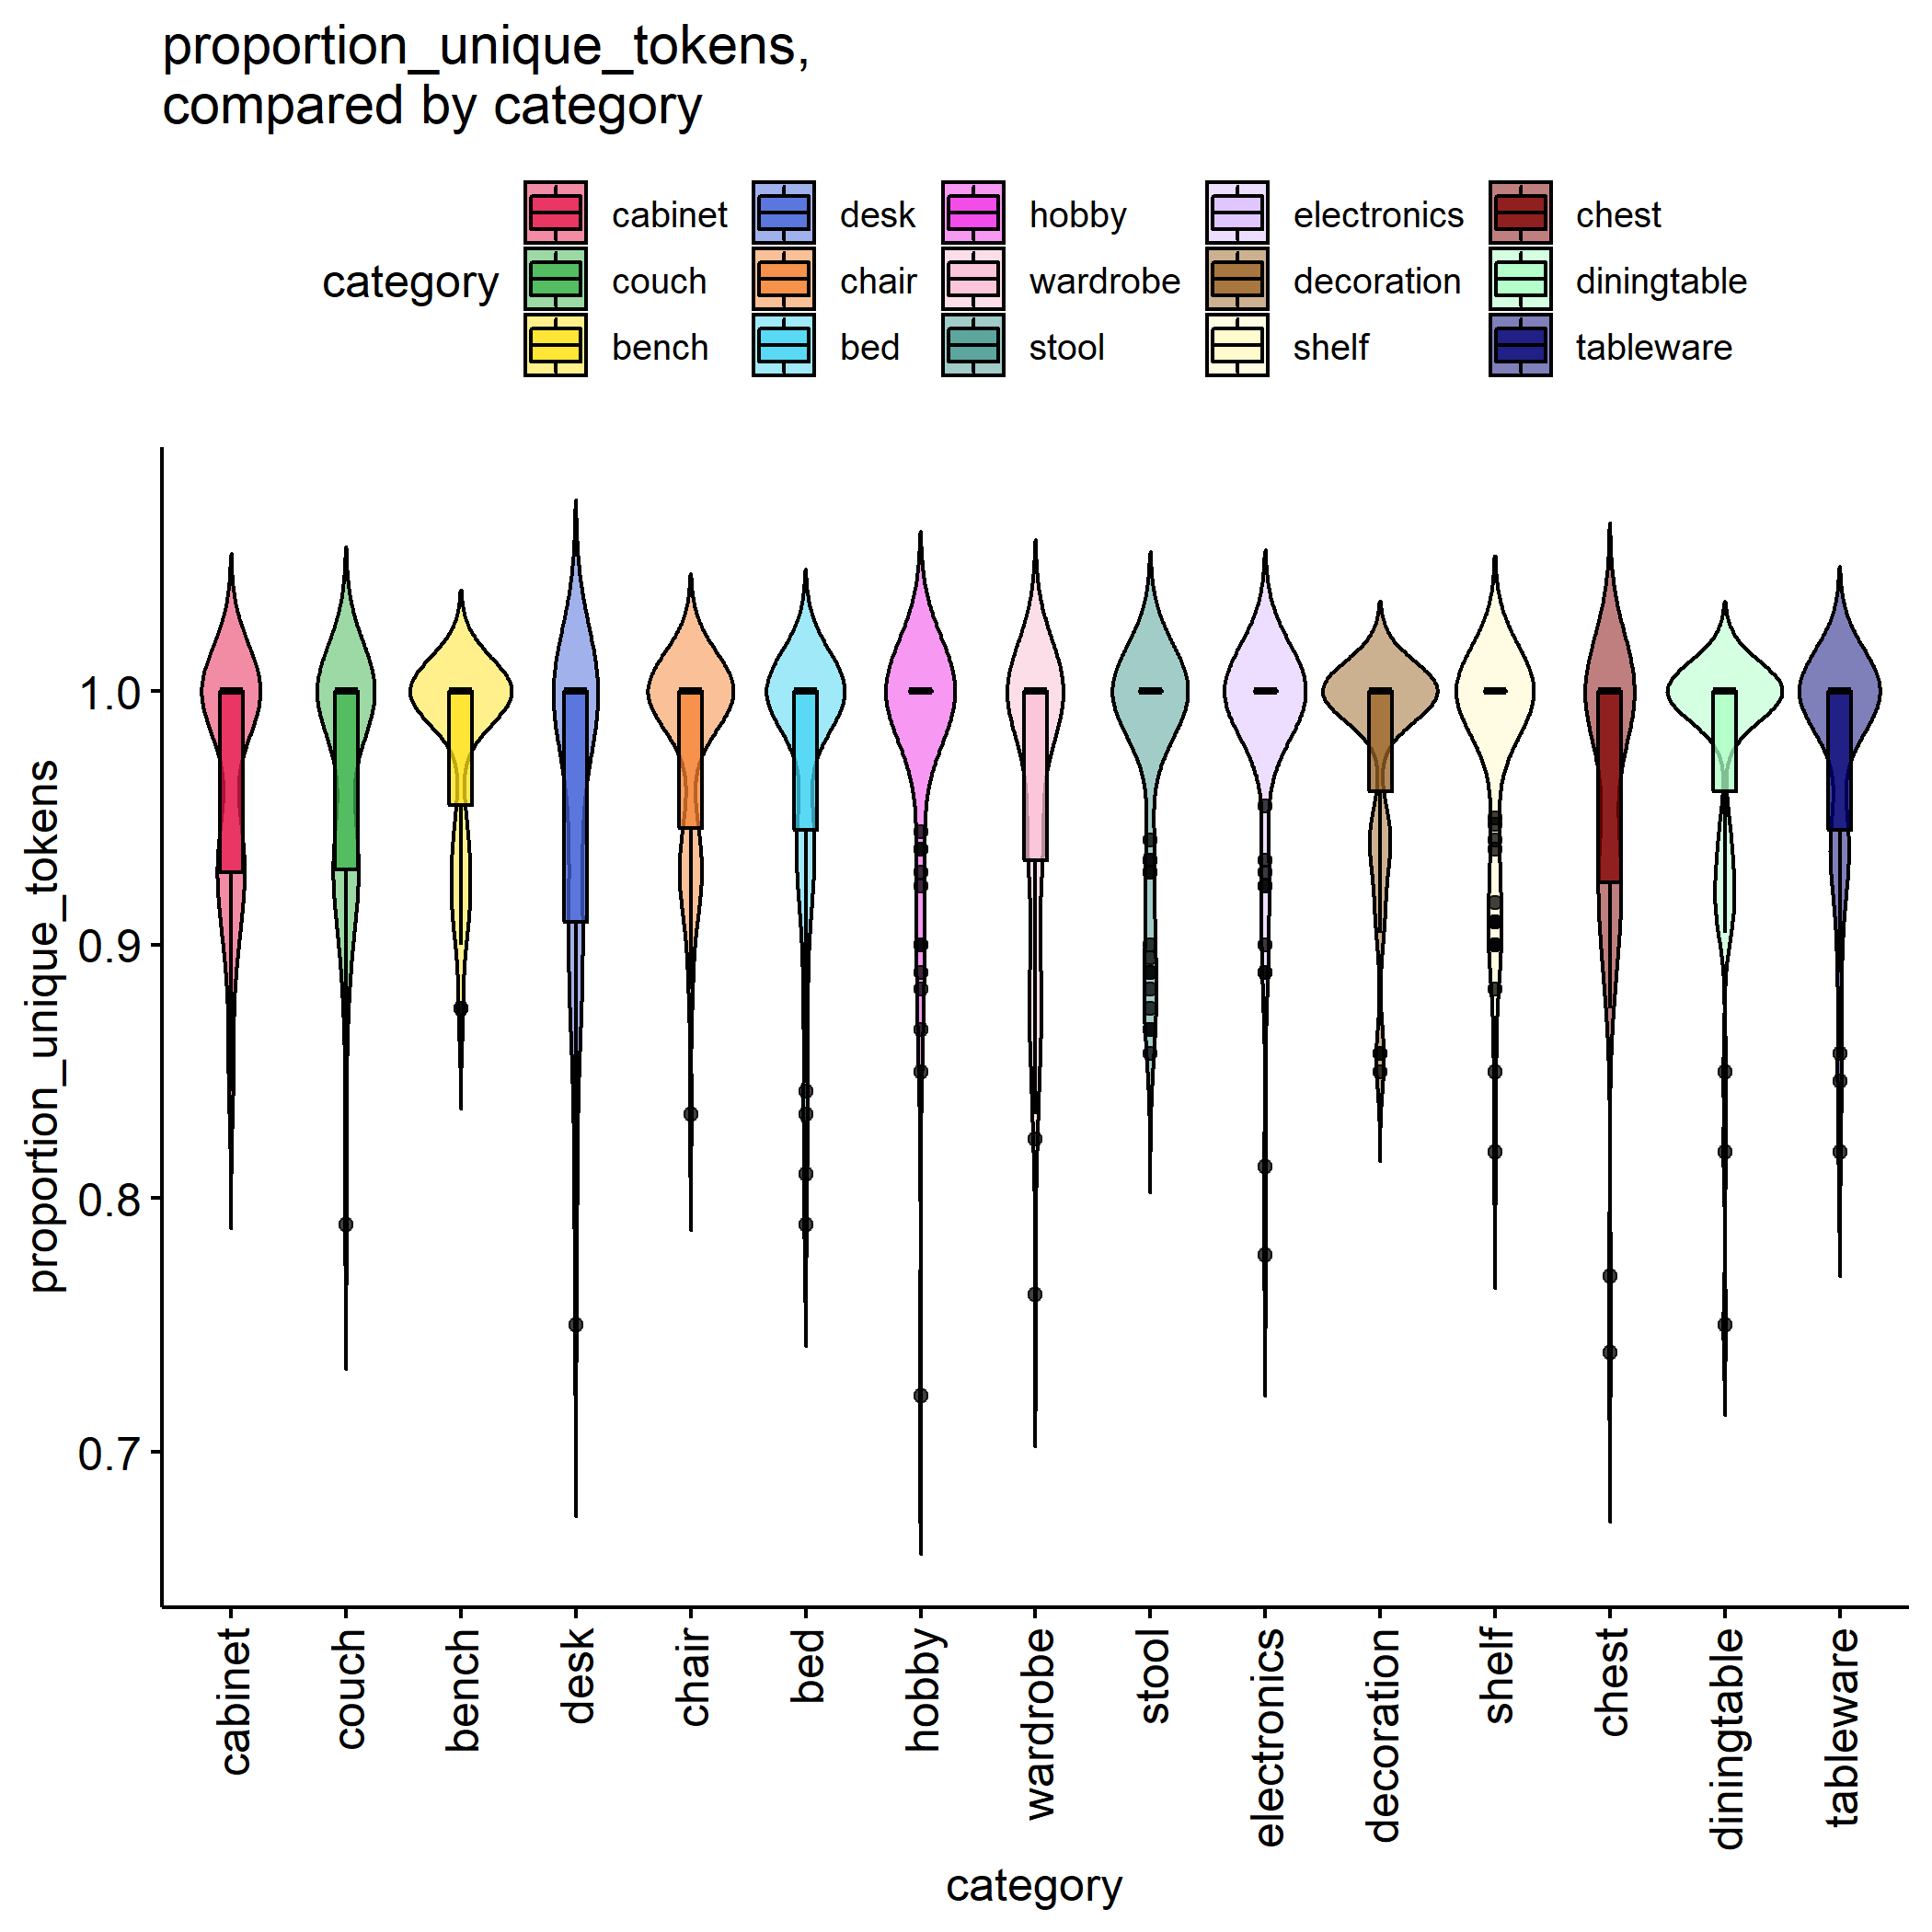 proportion_unique_tokens,
compared by category
category
cabinet desk hobby electronics chest
couch chair wardrobe decoration diningtable
bench bed stool shelf tableware
proportion_unique_tokens
1.0
0.9
0.8
0.7
cabinet couch bench desk chair bed hobby wardrobe stool electronics decoration shelf chest diningtable tableware
category